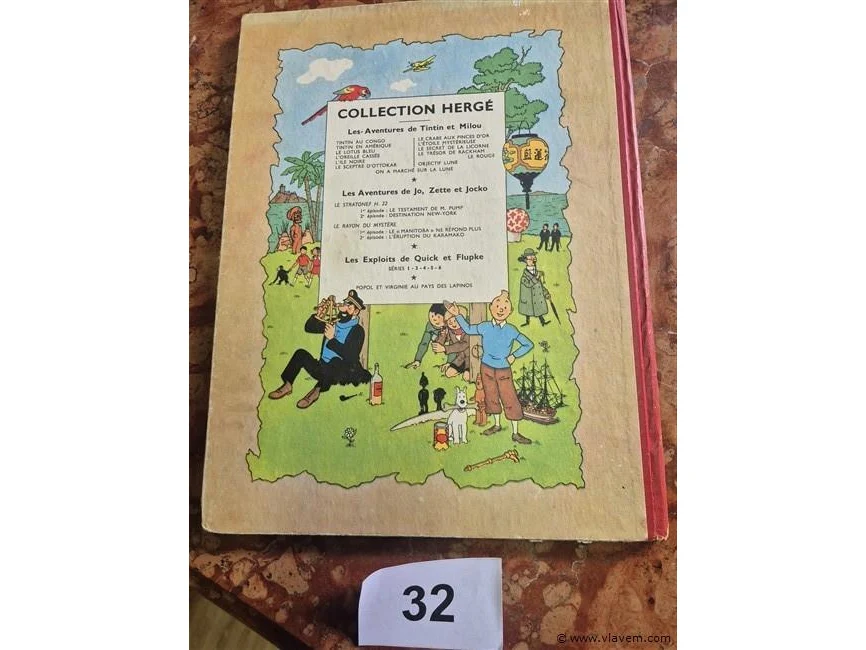 COLLECTION HERGÉ
Les Aventures de Tintin et Milou
TINTIN AU CONGO
TINTIN EN AMÉRIQUE
LE LOTUS BLEU
L'OREILLE CASSÉE
L'ILE NOIRE
LE SCEPTRE D'OTTOKAR
LE CRABE AUX PINCES D'OR
L'ÉTOILE MYSTÉRIEUSE
LE SECRET DE LA LICORNE
LE TRÉSOR DE RACKHAM
LE ROUGE
OBJECTIF LUNE
ON A MARCHÉ SUR LA LUNE
Les Aventures de Jo, Zette et Jocko
LE STRATONEF H. 22
1er épisode : LE TESTAMENT DE M. PUMP
2e épisode : DESTINATION NEW-YORK
LE RAYON DU MYSTÈRE
1er épisode : LE « MANITOBA » NE RÉPOND PLUS
2e épisode : L'ÉRUPTION DU KARAMAKO
Les Exploits de Quick et Flupke
SÉRIES 1 - 2 - 4 - 5 - 6
POPOL ET VIRGINIE AU PAYS DES LAPINOS
32
© www.vlavem.com